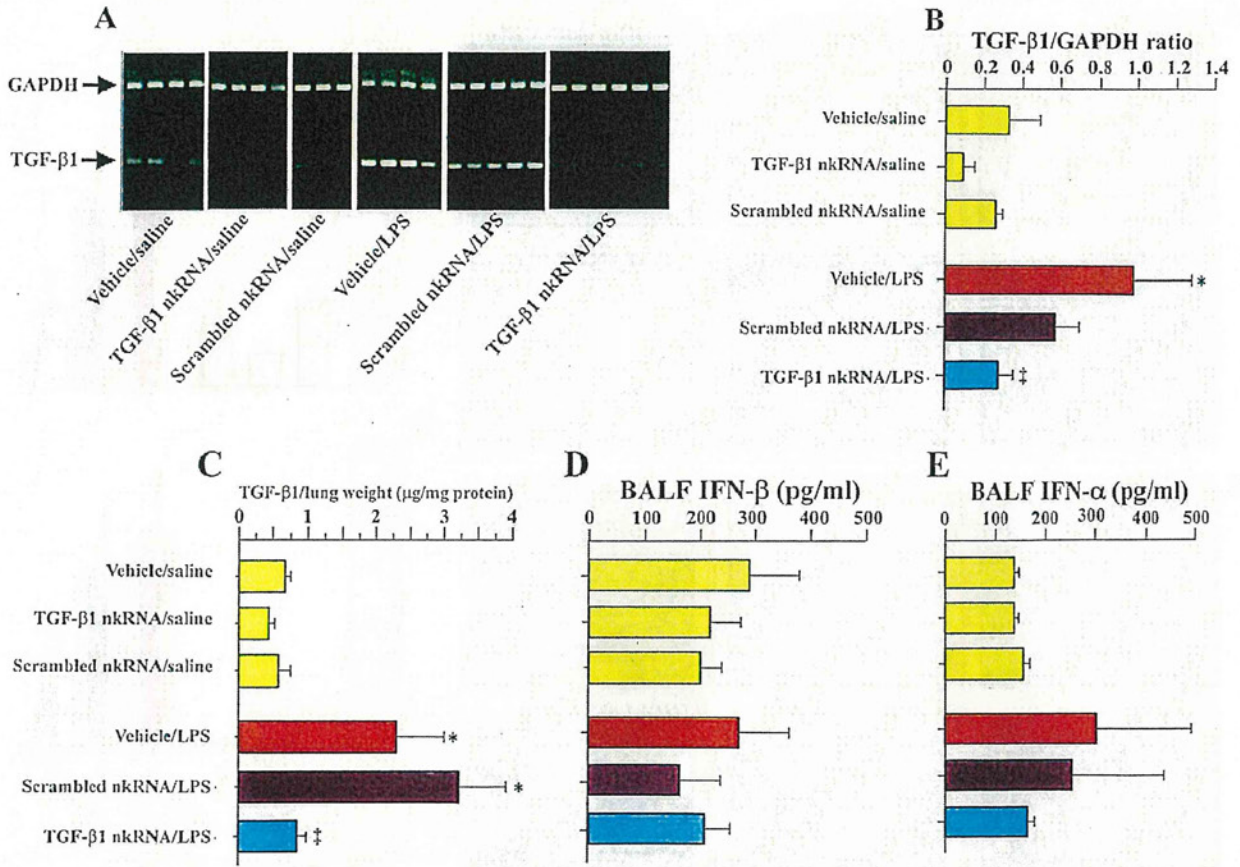 A
GAPDH
TGF-β1
Vehicle/saline
TGF-β1 nkRNA/saline
Scrambled nkRNA/saline
Vehicle/LPS
Scrambled nkRNA/LPS
TGF-β1 nkRNA/LPS
B
TGF-β1/GAPDH ratio
0 0.2 0.4 0.6 0.8 1.0 1.2 1.4
Vehicle/saline
TGF-β1 nkRNA/saline
Scrambled nkRNA/saline
Vehicle/LPS *
Scrambled nkRNA/LPS
TGF-β1 nkRNA/LPS ‡
C
TGF-β1/lung weight (µg/mg protein)
0 1 2 3 4
Vehicle/saline
TGF-β1 nkRNA/saline
Scrambled nkRNA/saline
Vehicle/LPS *
Scrambled nkRNA/LPS *
TGF-β1 nkRNA/LPS ‡
D
BALF IFN-β (pg/ml)
0 100 200 300 400 500
E
BALF IFN-α (pg/ml)
0 100 200 300 400 500